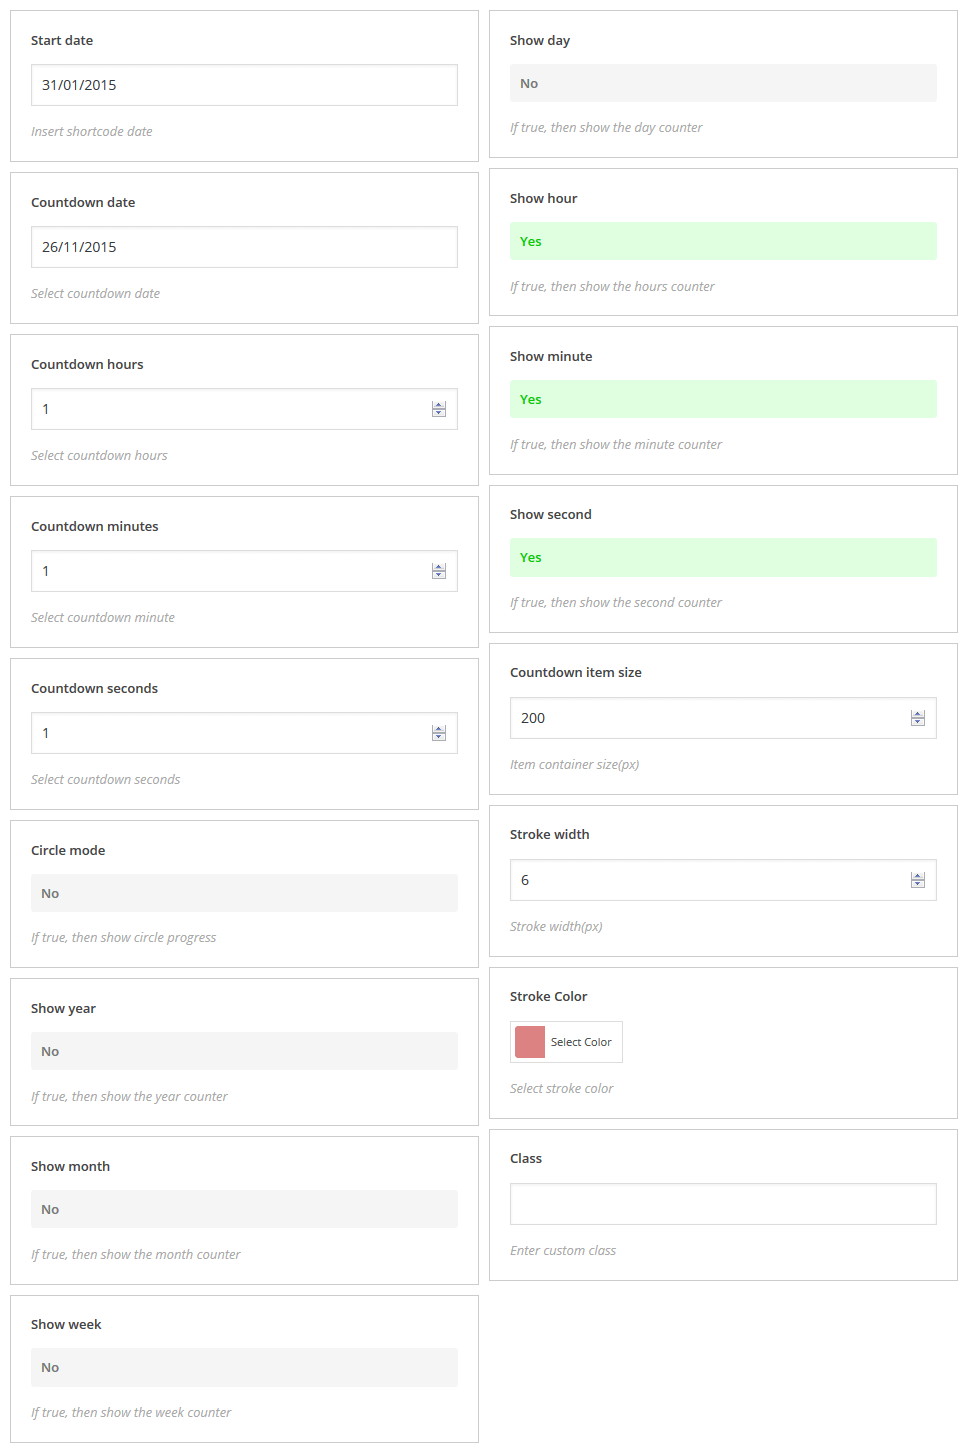 Start date
31/01/2015
Insert shortcode date
Countdown date
26/11/2015
Select countdown date
Countdown hours
1
Select countdown hours
Countdown minutes
1
Select countdown minute
Countdown seconds
1
Select countdown seconds
Circle mode
No
If true, then show circle progress
Show year
No
If true, then show the year counter
Show month
No
If true, then show the month counter
Show week
No
If true, then show the week counter
Show day
No
If true, then show the day counter
Show hour
Yes
If true, then show the hours counter
Show minute
Yes
If true, then show the minute counter
Show second
Yes
If true, then show the second counter
Countdown item size
200
Item container size(px)
Stroke width
6
Stroke width(px)
Stroke Color
Select Color
Select stroke color
Class
Enter custom class